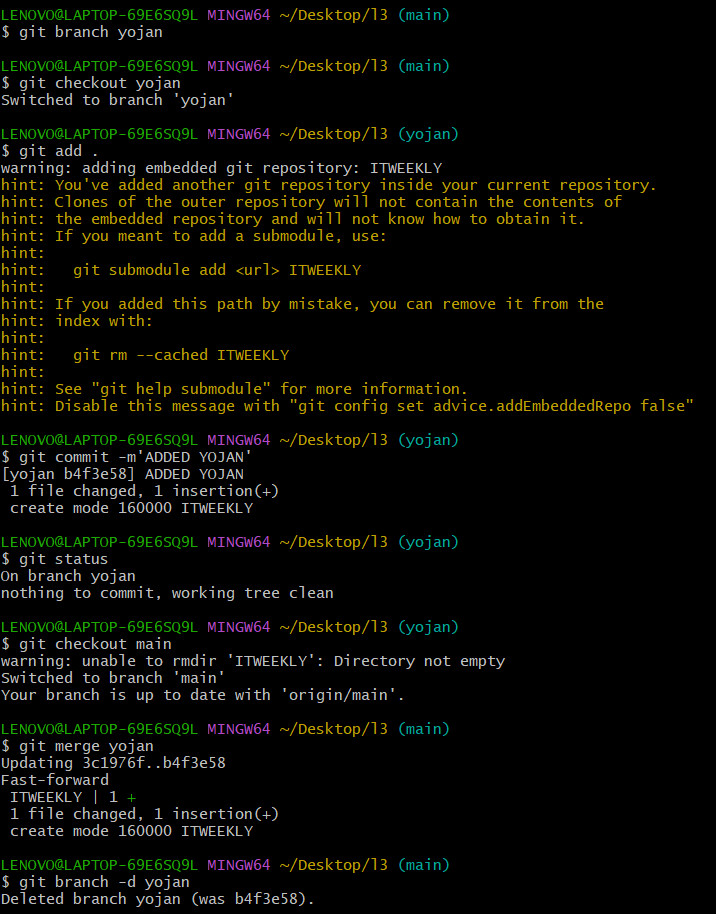 LENOVO@LAPTOP-69E6SQ9L MINGW64 ~/Desktop/l3 (main)
$ git branch yojan
LENOVO@LAPTOP-69E6SQ9L MINGW64 ~/Desktop/l3 (main)
$ git checkout yojan
Switched to branch 'yojan'
LENOVO@LAPTOP-69E6SQ9L MINGW64 ~/Desktop/l3 (yojan)
$ git add .
warning: adding embedded git repository: ITWEEKLY
hint: You've added another git repository inside your current repository.
hint: Clones of the outer repository will not contain the contents of
hint: the embedded repository and will not know how to obtain it.
hint: If you meant to add a submodule, use:
hint:
hint:   git submodule add <url> ITWEEKLY
hint:
hint: If you added this path by mistake, you can remove it from the
hint: index with:
hint:
hint:   git rm --cached ITWEEKLY
hint:
hint: See "git help submodule" for more information.
hint: Disable this message with "git config set advice.addEmbeddedRepo false"
LENOVO@LAPTOP-69E6SQ9L MINGW64 ~/Desktop/l3 (yojan)
$ git commit -m'ADDED YOJAN'
[yojan b4f3e58] ADDED YOJAN
 1 file changed, 1 insertion(+)
 create mode 160000 ITWEEKLY
LENOVO@LAPTOP-69E6SQ9L MINGW64 ~/Desktop/l3 (yojan)
$ git status
On branch yojan
nothing to commit, working tree clean
LENOVO@LAPTOP-69E6SQ9L MINGW64 ~/Desktop/l3 (yojan)
$ git checkout main
warning: unable to rmdir 'ITWEEKLY': Directory not empty
Switched to branch 'main'
Your branch is up to date with 'origin/main'.
LENOVO@LAPTOP-69E6SQ9L MINGW64 ~/Desktop/l3 (main)
$ git merge yojan
Updating 3c1976f..b4f3e58
Fast-forward
 ITWEEKLY | 1 +
 1 file changed, 1 insertion(+)
 create mode 160000 ITWEEKLY
LENOVO@LAPTOP-69E6SQ9L MINGW64 ~/Desktop/l3 (main)
$ git branch -d yojan
Deleted branch yojan (was b4f3e58).